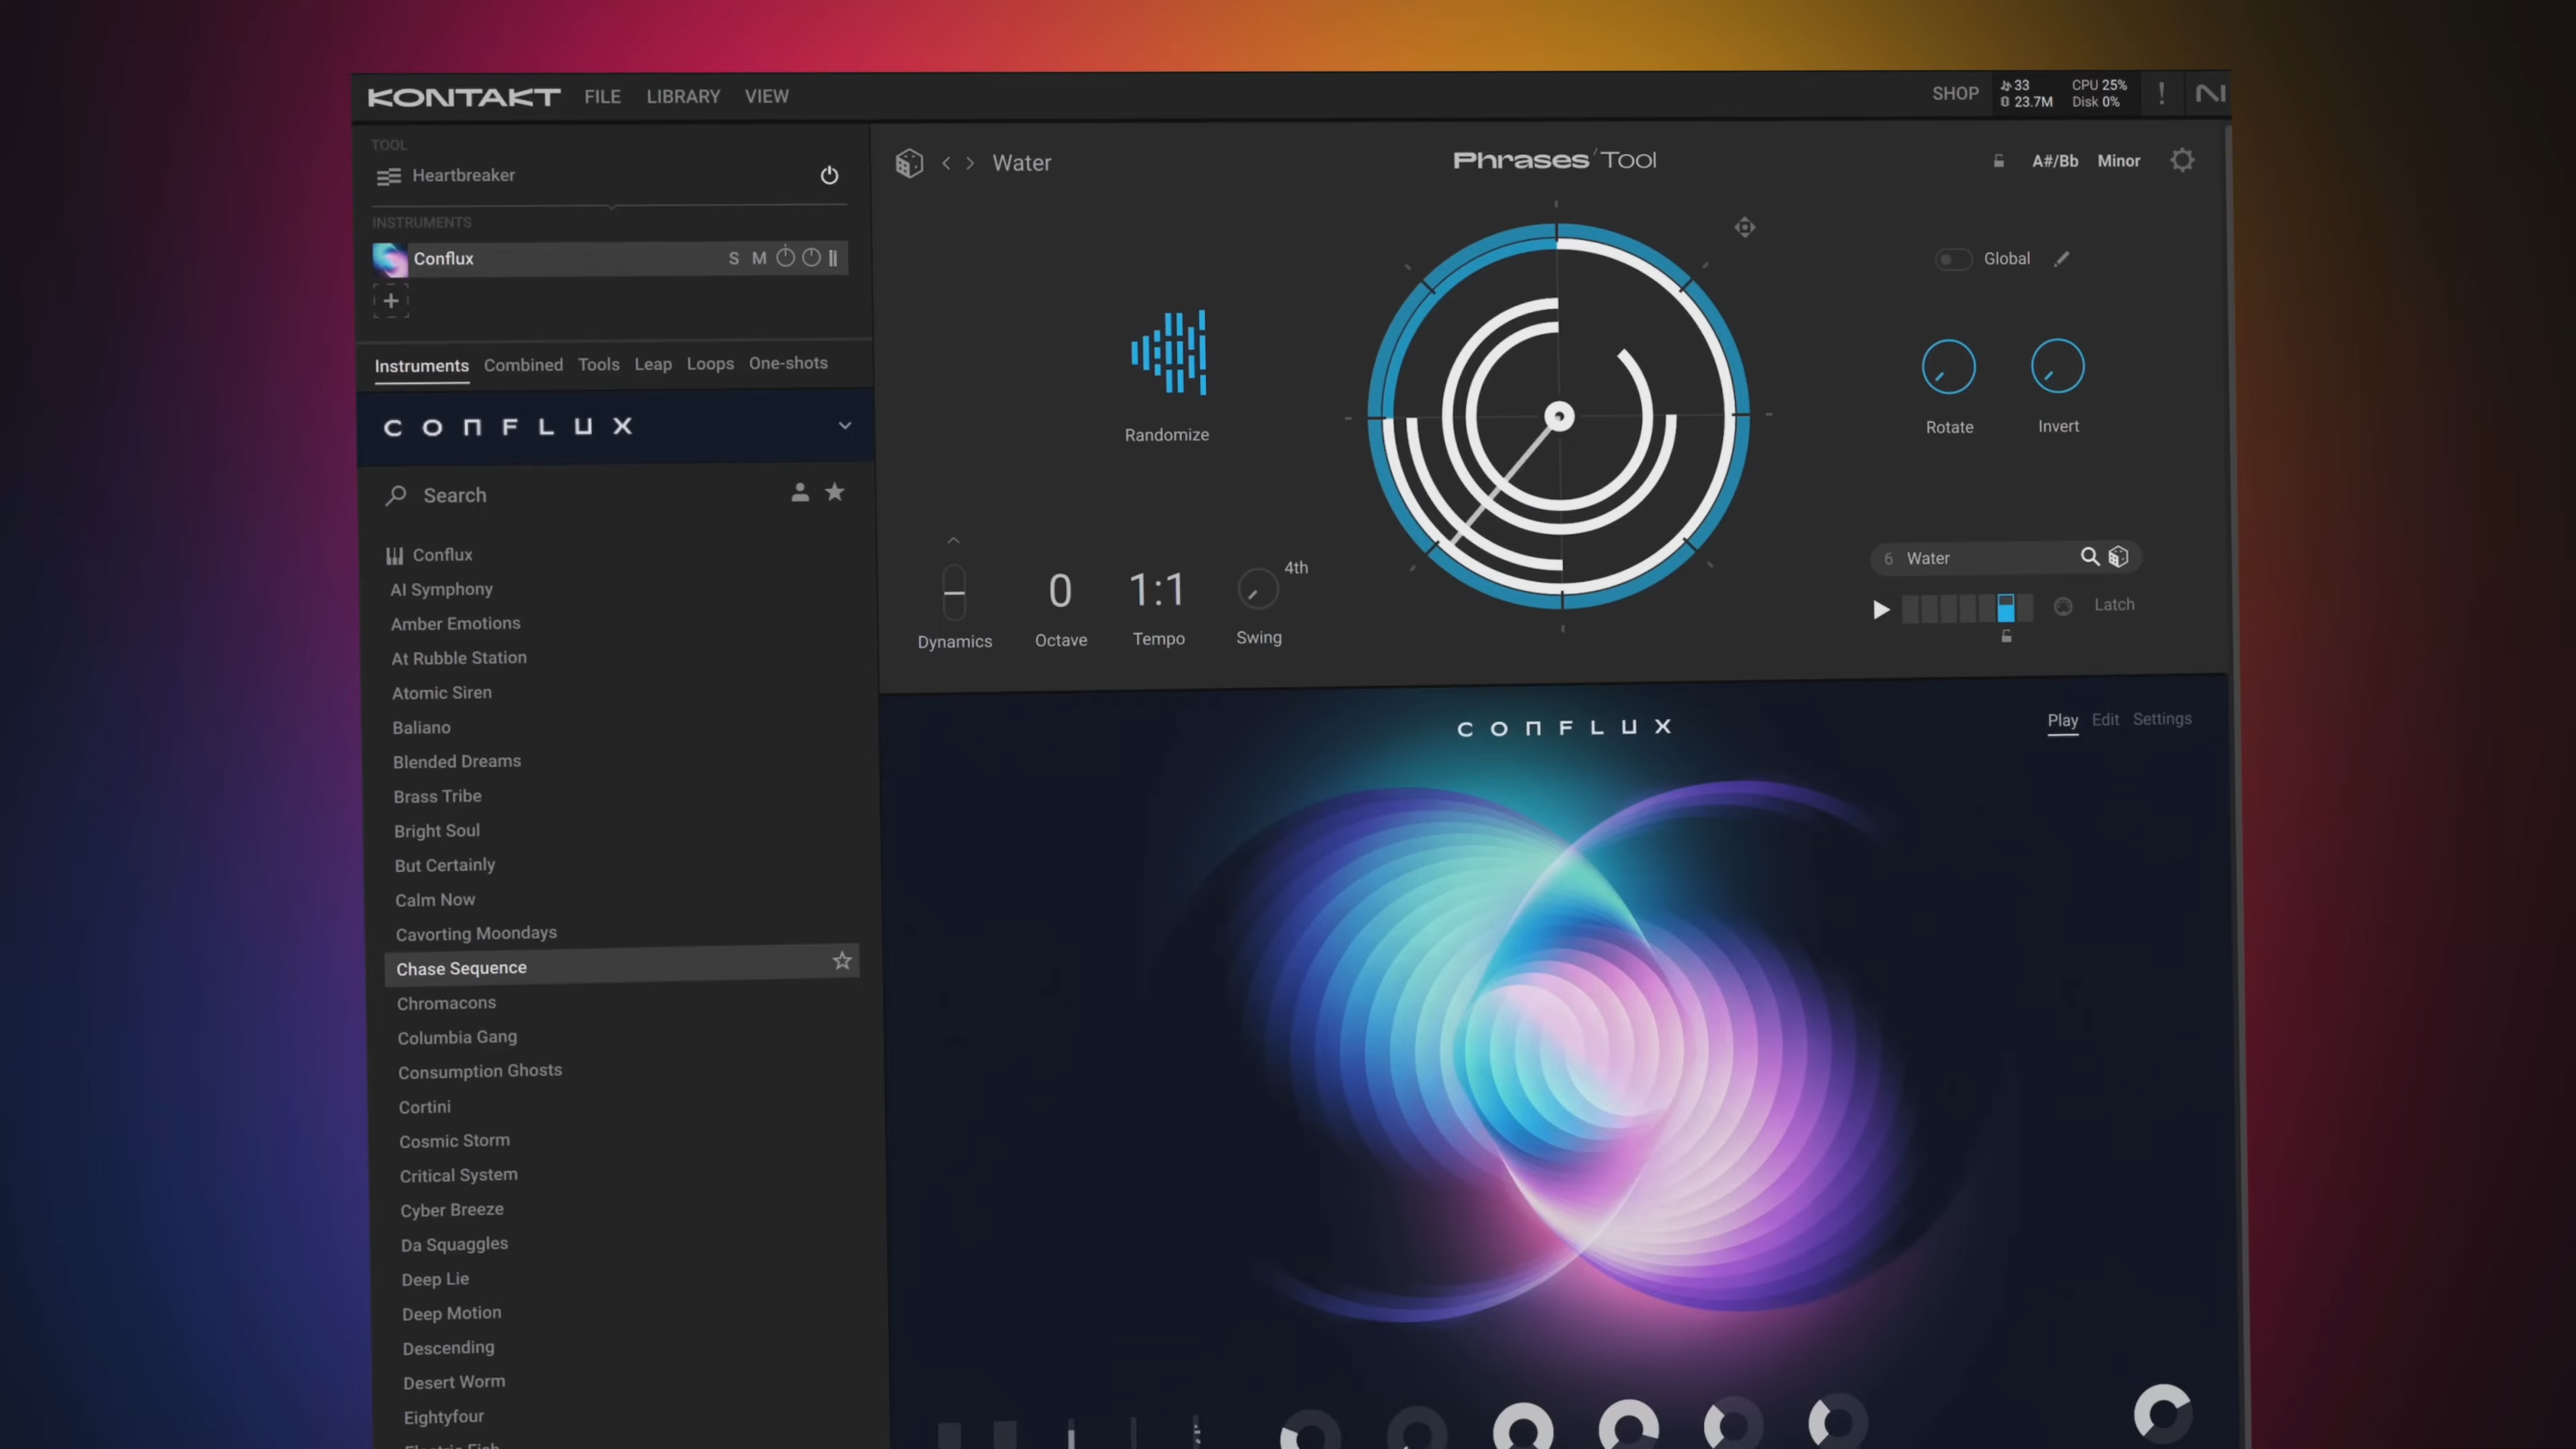 KONTAKT FILE LIBRARY VIEW
SHOP 33 CPU 25%
23.7M Disk 0% !
TOOL
Heartbreaker
INSTRUMENTS
Conflux S M
Instruments Combined Tools Leap Loops One-shots
CONFLUX
Search
Conflux
AI Symphony
Amber Emotions
At Rubble Station
Atomic Siren
Baliano
Blended Dreams
Brass Tribe
Bright Soul
But Certainly
Calm Now
Cavorting Moondays
Chase Sequence
Chromacons
Columbia Gang
Consumption Ghosts
Cortini
Cosmic Storm
Critical System
Cyber Breeze
Da Squaggles
Deep Lie
Deep Motion
Descending
Desert Worm
Eightyfour
Water
Phrases Tool
A#/Bb Minor
Global
Randomize
Rotate Invert
0 1:1 4th
Dynamics Octave Tempo Swing
6 Water
Latch
CONFLUX
Play Edit Settings